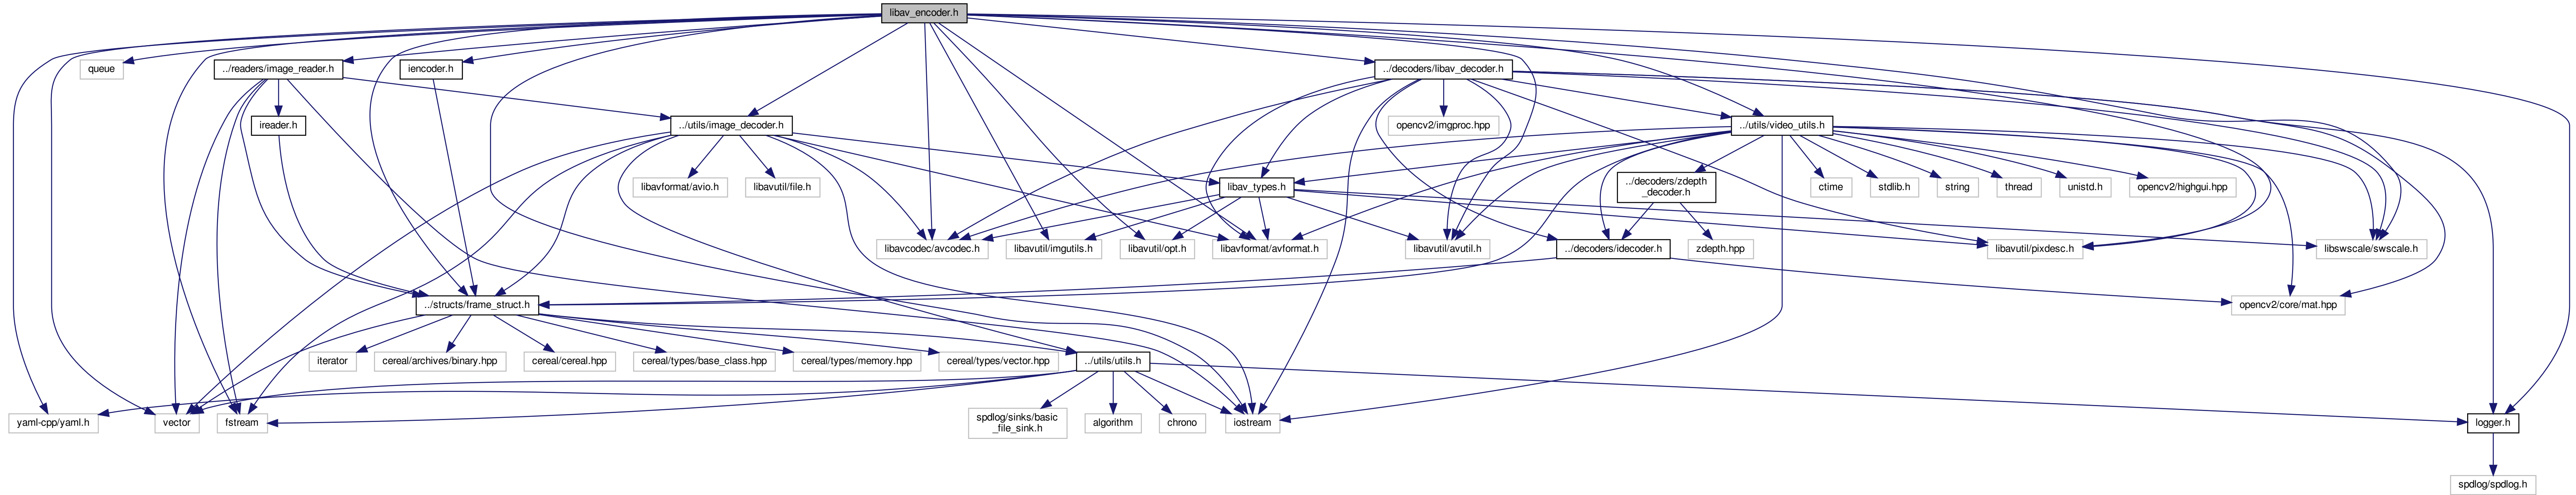 libav_encoder.h
queue
../readers/image_reader.h
iencoder.h
../decoders/libav_decoder.h
ireader.h
../utils/image_decoder.h
opencv2/imgproc.hpp
../utils/video_utils.h
libavformat/avio.h
libavutil/file.h
libav_types.h
../decoders/zdepth
_decoder.h
ctime
stdlib.h
string
thread
unistd.h
opencv2/highgui.hpp
libavcodec/avcodec.h
libavutil/imgutils.h
libavutil/opt.h
libavformat/avformat.h
libavutil/avutil.h
../decoders/idecoder.h
zdepth.hpp
libavutil/pixdesc.h
libswscale/swscale.h
../structs/frame_struct.h
opencv2/core/mat.hpp
iterator
cereal/archives/binary.hpp
cereal/cereal.hpp
cereal/types/base_class.hpp
cereal/types/memory.hpp
cereal/types/vector.hpp
../utils/utils.h
yaml-cpp/yaml.h
vector
fstream
spdlog/sinks/basic
_file_sink.h
algorithm
chrono
iostream
logger.h
spdlog/spdlog.h